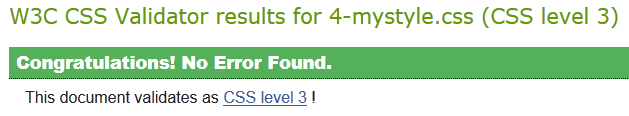 W3C CSS Validator results for 4-mystyle.css (CSS level 3)
Congratulations! No Error Found.
This document validates as CSS level 3 !